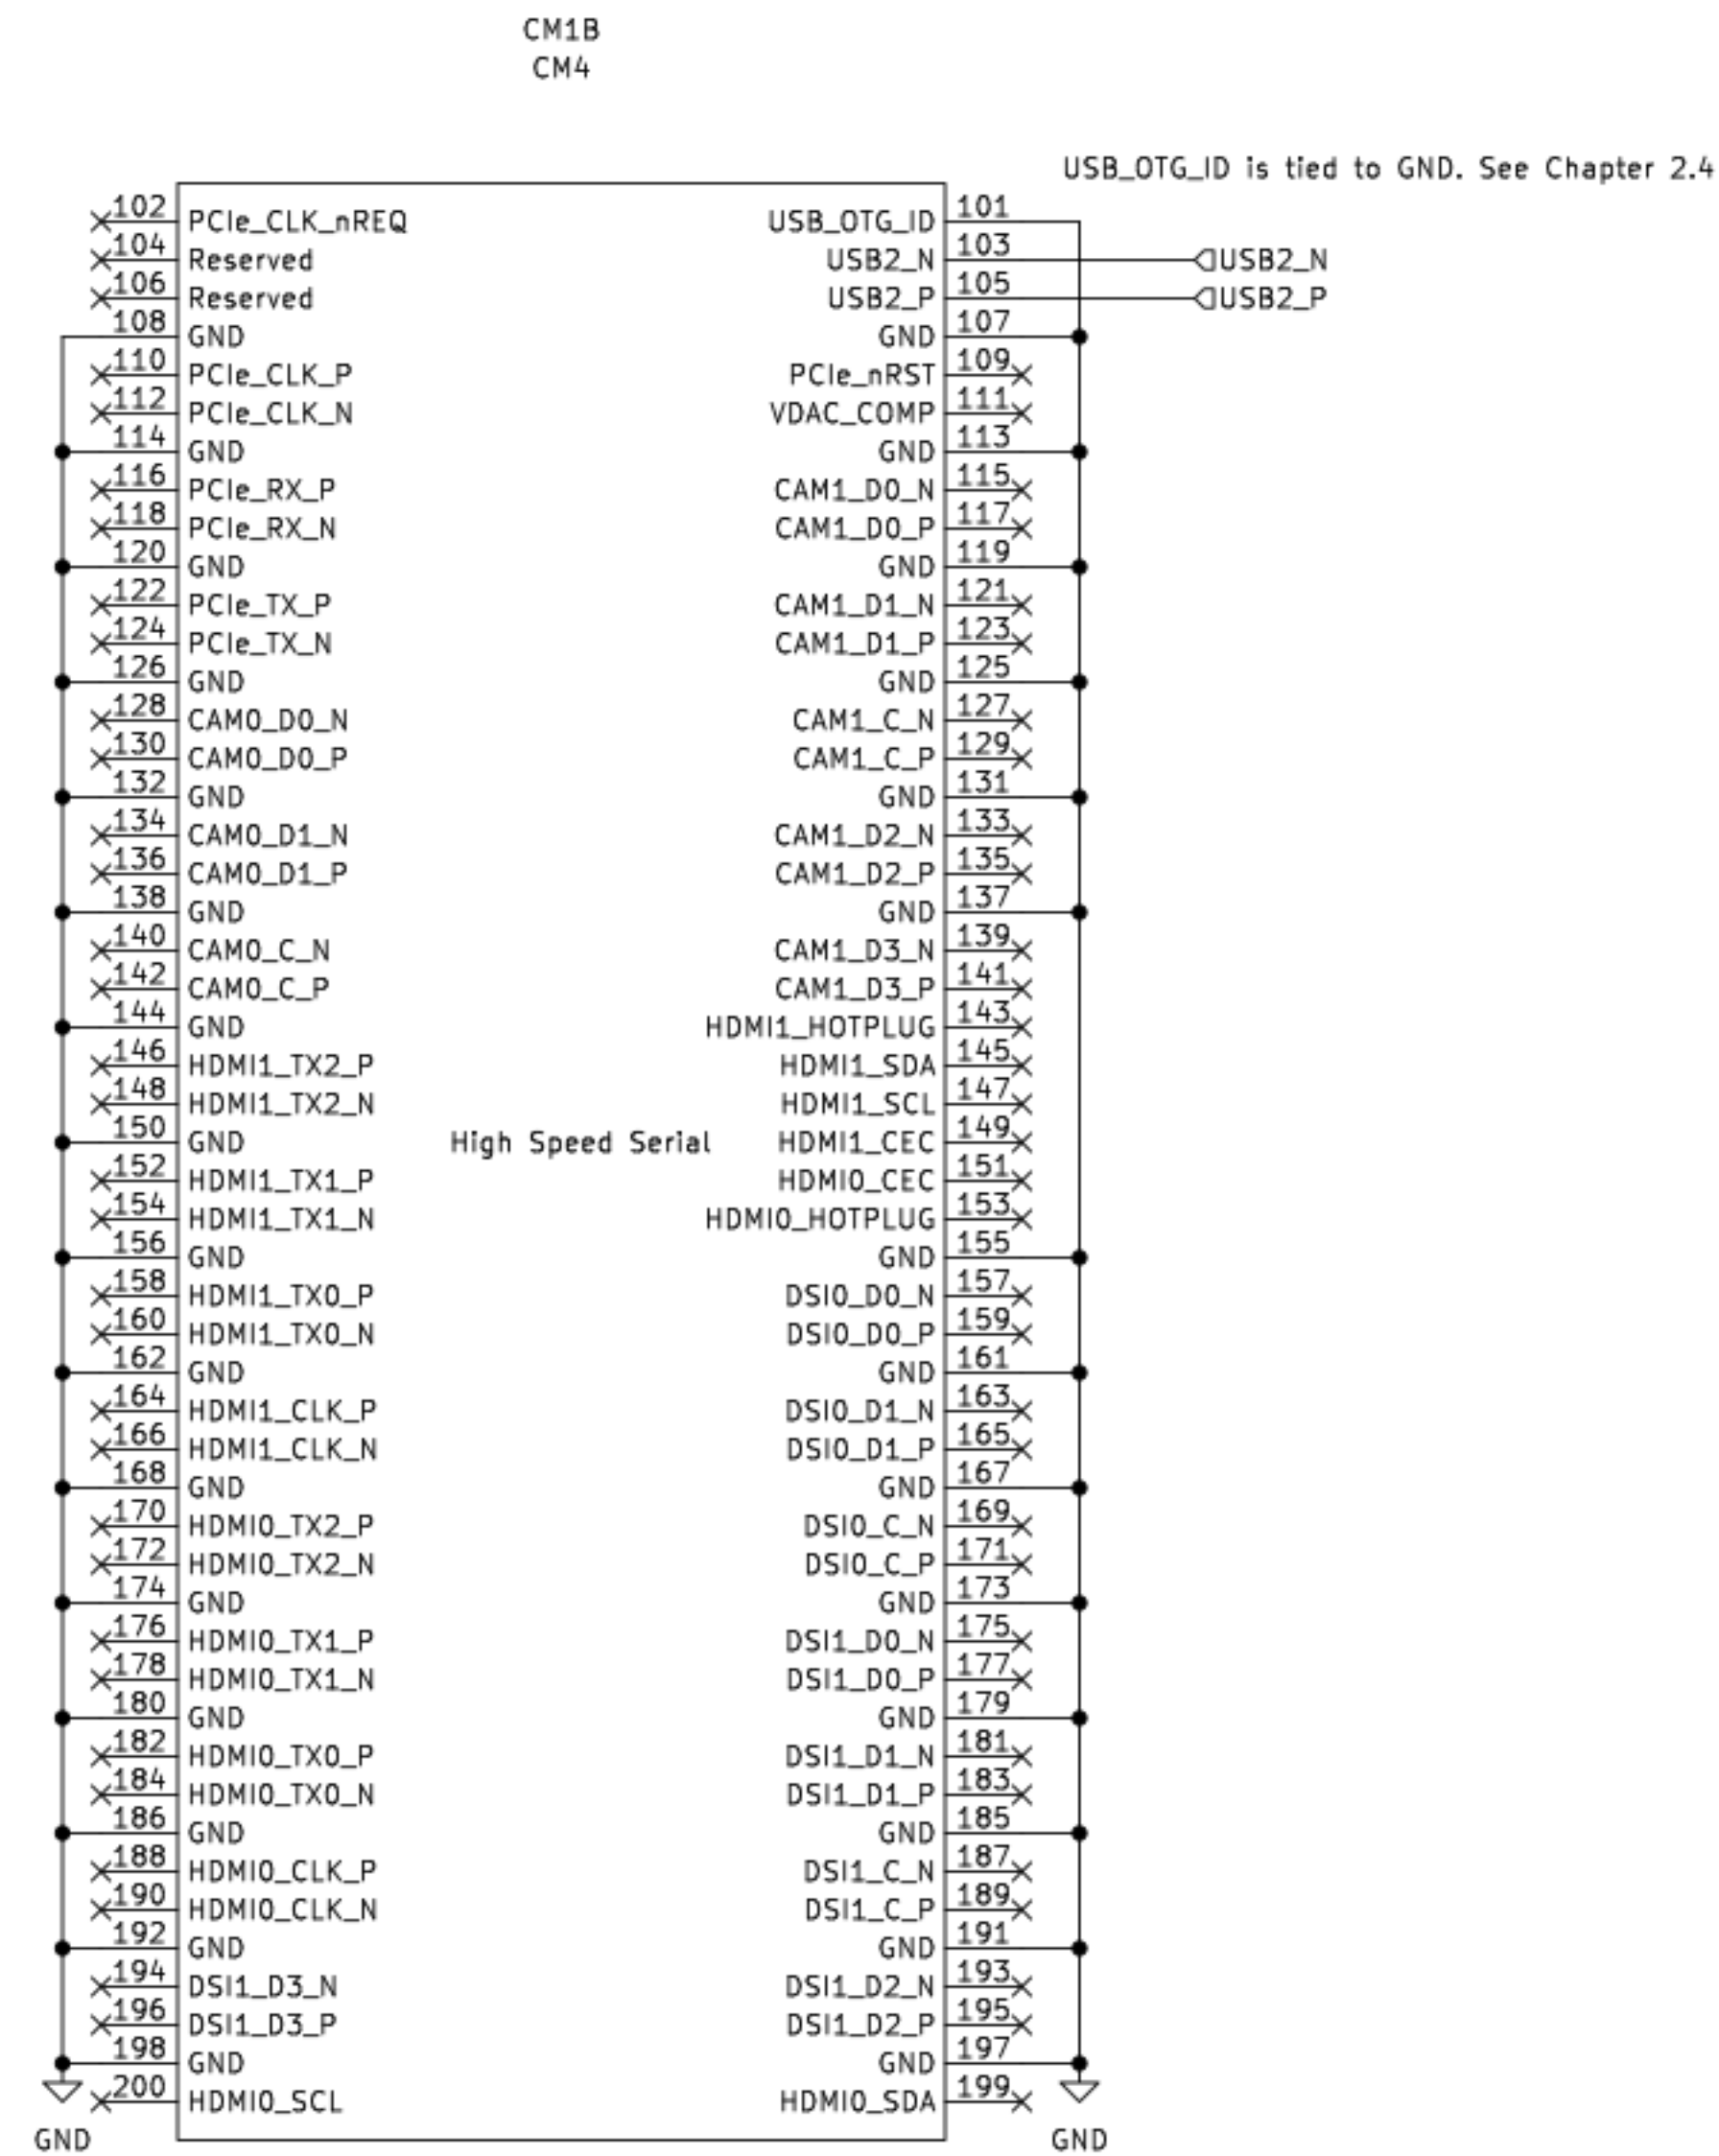 CM1B
CM4
USB_OTG_ID is tied to GND. See Chapter 2.4
102 PCIe_CLK_nREQ USB_OTG_ID 101
104 Reserved USB2_N 103 USB2_N
106 Reserved USB2_P 105 USB2_P
108 GND GND 107
110 PCIe_CLK_P PCIe_nRST 109
112 PCIe_CLK_N VDAC_COMP 111
114 GND GND 113
116 PCIe_RX_P CAM1_D0_N 115
118 PCIe_RX_N CAM1_D0_P 117
120 GND GND 119
122 PCIe_TX_P CAM1_D1_N 121
124 PCIe_TX_N CAM1_D1_P 123
126 GND GND 125
128 CAM0_D0_N CAM1_C_N 127
130 CAM0_D0_P CAM1_C_P 129
132 GND GND 131
134 CAM0_D1_N CAM1_D2_N 133
136 CAM0_D1_P CAM1_D2_P 135
138 GND GND 137
140 CAM0_C_N CAM1_D3_N 139
142 CAM0_C_P CAM1_D3_P 141
144 GND HDMI1_HOTPLUG 143
146 HDMI1_TX2_P HDMI1_SDA 145
148 HDMI1_TX2_N HDMI1_SCL 147
150 GND High Speed Serial HDMI1_CEC 149
152 HDMI1_TX1_P HDMI0_CEC 151
154 HDMI1_TX1_N HDMI0_HOTPLUG 153
156 GND GND 155
158 HDMI1_TX0_P DSI0_D0_N 157
160 HDMI1_TX0_N DSI0_D0_P 159
162 GND GND 161
164 HDMI1_CLK_P DSI0_D1_N 163
166 HDMI1_CLK_N DSI0_D1_P 165
168 GND GND 167
170 HDMI0_TX2_P DSI0_C_N 169
172 HDMI0_TX2_N DSI0_C_P 171
174 GND GND 173
176 HDMI0_TX1_P DSI1_D0_N 175
178 HDMI0_TX1_N DSI1_D0_P 177
180 GND GND 179
182 HDMI0_TX0_P DSI1_D1_N 181
184 HDMI0_TX0_N DSI1_D1_P 183
186 GND GND 185
188 HDMI0_CLK_P DSI1_C_N 187
190 HDMI0_CLK_N DSI1_C_P 189
192 GND GND 191
194 DSI1_D3_N DSI1_D2_N 193
196 DSI1_D3_P DSI1_D2_P 195
198 GND GND 197
200 HDMI0_SCL HDMI0_SDA 199
GND GND